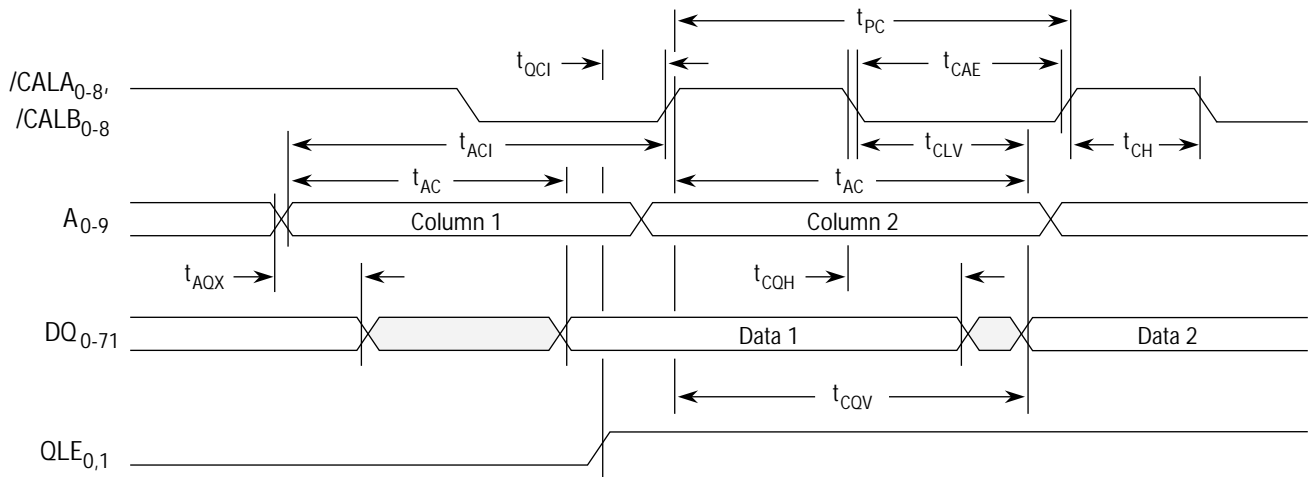 t_PC
t_QCI
t_CAE
/CALA_0-8,
/CALB_0-8
t_ACI
t_CLV
t_CH
t_AC
t_AC
A_0-9
Column 1
Column 2
t_AQX
t_CQH
DQ_0-71
Data 1
Data 2
t_CQV
QLE_0,1